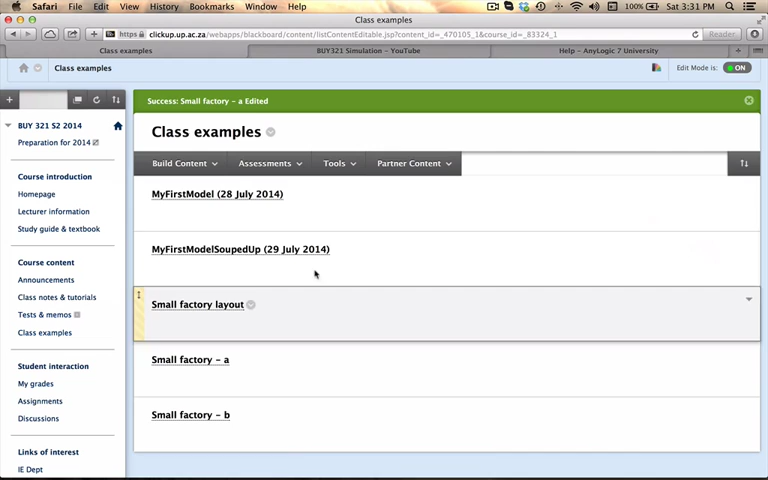 Safari File Edit View History Bookmarks Window Help 100% Sat 3:31 PM
Class examples
https clickup.up.ac.za/webapps/blackboard/content/listContentEditable.jsp?content_id=_470105_1&course_id=_83324_1 Reader
Class examples BUY321 Simulation - YouTube Help - AnyLogic 7 University
Class examples Edit Mode is: ON
Success: Small factory - a Edited
BUY 321 S2 2014
Preparation for 2014
Course introduction
Homepage
Lecturer information
Study guide & textbook
Course content
Announcements
Class notes & tutorials
Tests & memos
Class examples
Student interaction
My grades
Assignments
Discussions
Links of interest
IE Dept
Class examples
Build Content Assessments Tools Partner Content
MyFirstModel (28 July 2014)
MyFirstModelSoupedUp (29 July 2014)
Small factory layout
Small factory - a
Small factory - b